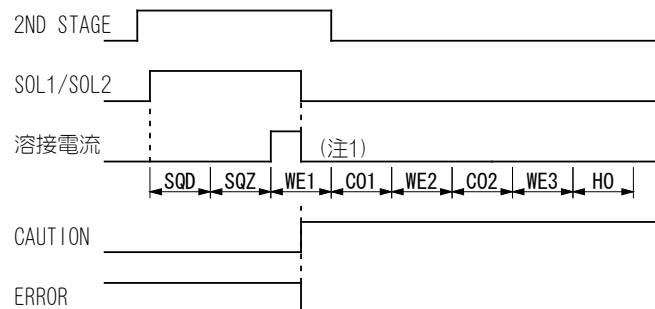 2ND STAGE
SOL1/SOL2
溶接電流
(注1)
SQD SQZ WE1 CO1 WE2 CO2 WE3 HO
CAUTION
ERROR